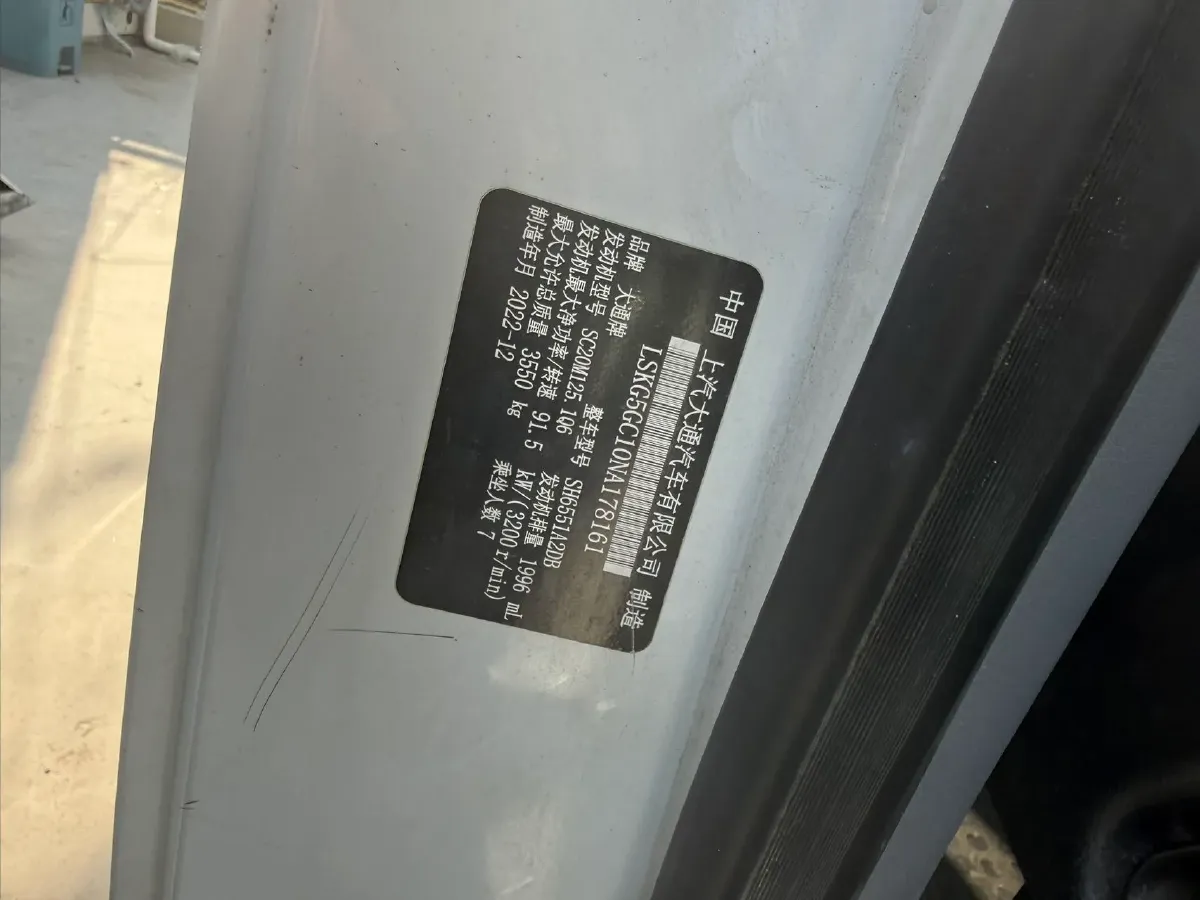 中国 上汽大通汽车有限公司 制造
LSKG5GC10NA178161
品牌 大通牌 整车型号 SH6551A2DB
发动机型号 SC20M125.1Q6 发动机排量 1996 mL
发动机最大净功率/转速 91.5 kW/(3200r/min)
最大允许总质量 3550 kg 乘坐人数 7
制造年月 2022-12